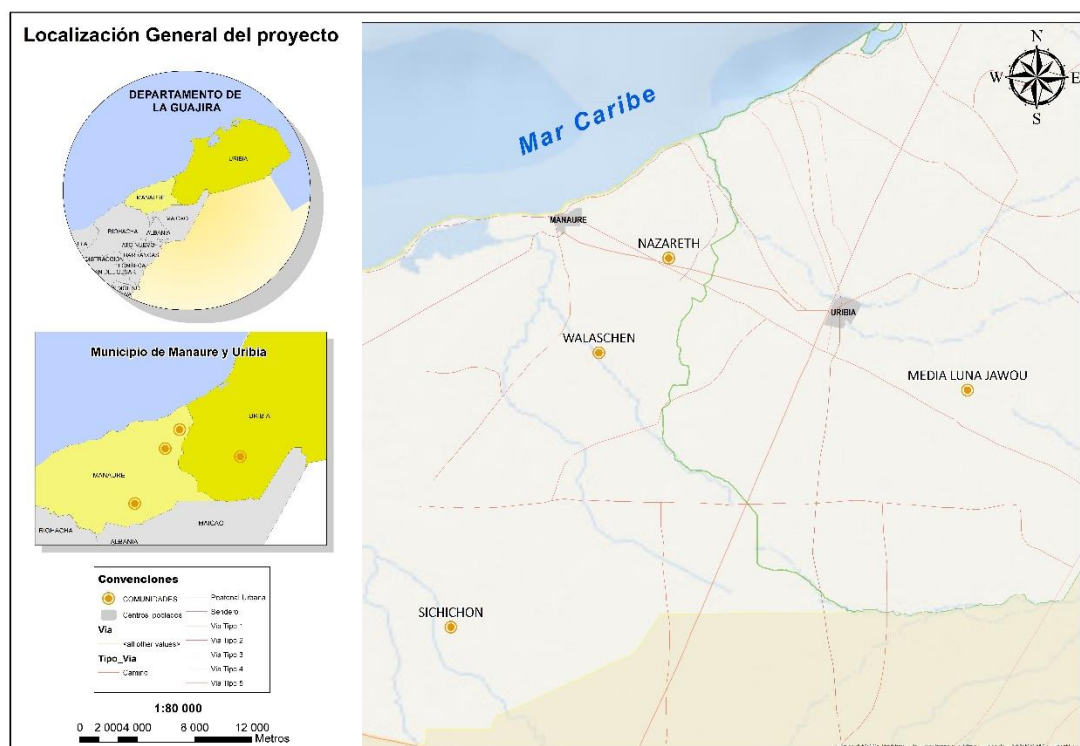 Localización General del proyecto
DEPARTAMENTO DE
LA GUAJIRA
URIBIA
MANAURE
MAICAO
RIOHACHA
ALBANIA
Municipio de Manaure y Uribia
URIBIA
MANAURE
MAICAO
RIOHACHA
ALBANIA
Convenciones
COMUNIDADES
Centros poblados
Via
<all other values>
Tipo_Via
Camino
Peatonal Urbana
Sendero
Via Tipo 1
Via Tipo 2
Via Tipo 3
Via Tipo 4
Via Tipo 5
1:80 000
0 2 000 4 000 8 000 12 000
Metros
Mar Caribe
N
W E
S
MANAURE
NAZARETH
URIBIA
WALASCHEN
MEDIA LUNA JAWOU
SICHICHON